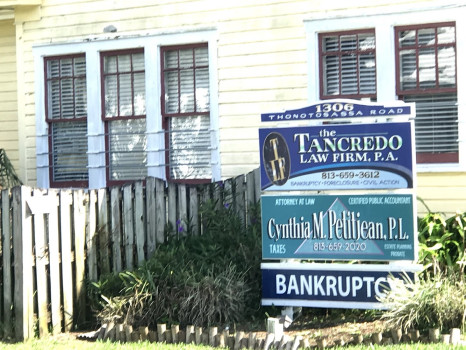 1306
THONOTOSASSA ROAD
the
TANCREDO
LAW FIRM, P.A.
813-659-3612
BANKRUPTCY · FORECLOSURE · CIVIL ACTION
TLF
ATTORNEY AT LAW
CERTIFIED PUBLIC ACCOUNTANT
Cynthia M. Petitjean, P.L.
TAXES
813-659-2020
ESTATE PLANNING
PRIVATE
BANKRUPTC